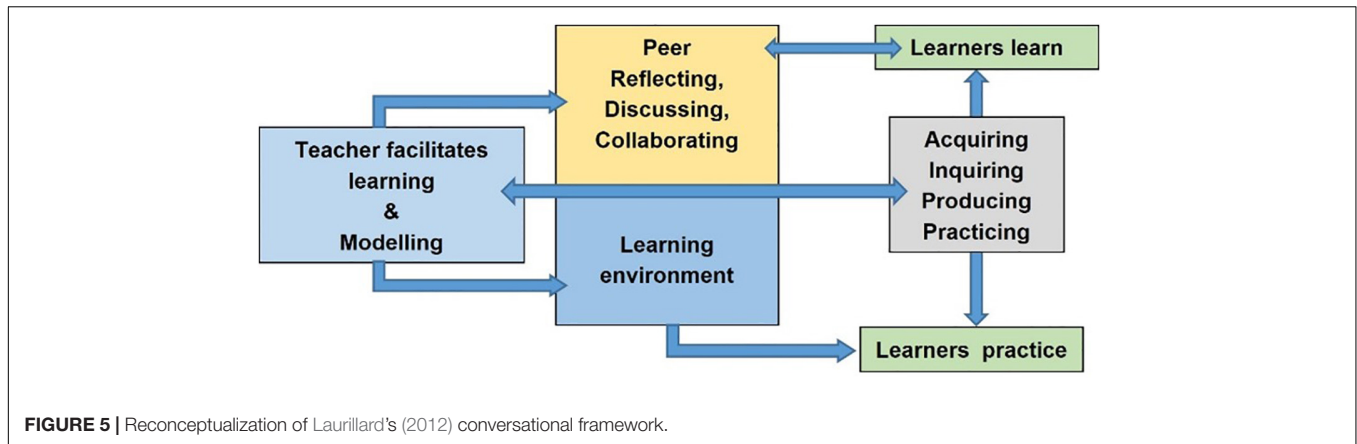 Peer
Reflecting,
Discussing,
Collaborating
Learners learn
Teacher facilitates
learning
&
Modelling
Acquiring
Inquiring
Producing
Practicing
Learning
environment
Learners practice
FIGURE 5 | Reconceptualization of Laurillard's (2012) conversational framework.